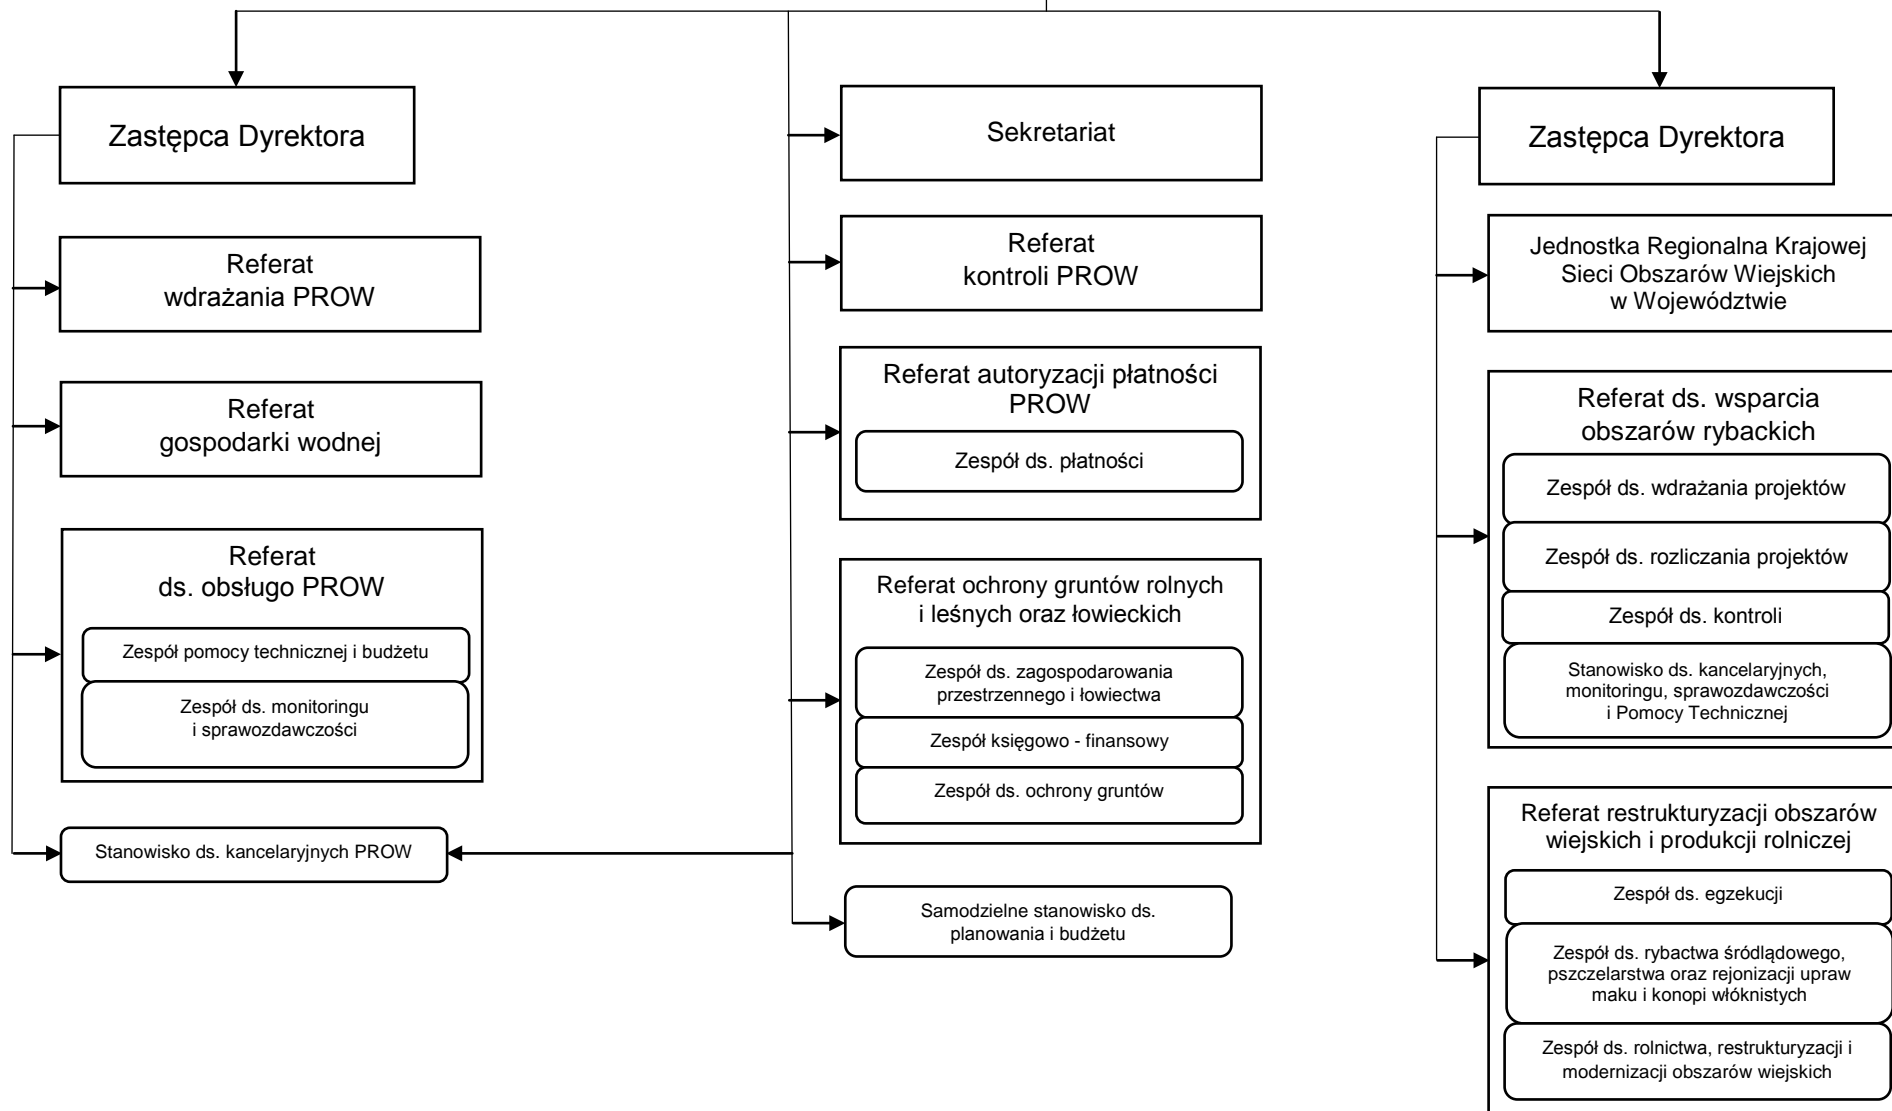 Zastępca Dyrektora
Referat
wdrażania PROW
Referat
gospodarki wodnej
Referat
ds. obsługo PROW
Zespół pomocy technicznej i budżetu
Zespół ds. monitoringu
i sprawozdawczości
Stanowisko ds. kancelaryjnych PROW
Sekretariat
Referat
kontroli PROW
Referat autoryzacji płatności
PROW
Zespół ds. płatności
Referat ochrony gruntów rolnych
i leśnych oraz łowieckich
Zespół ds. zagospodarowania
przestrzennego i łowiectwa
Zespół księgowo - finansowy
Zespół ds. ochrony gruntów
Samodzielne stanowisko ds.
planowania i budżetu
Zastępca Dyrektora
Jednostka Regionalna Krajowej
Sieci Obszarów Wiejskich
w Województwie
Referat ds. wsparcia
obszarów rybackich
Zespół ds. wdrażania projektów
Zespół ds. rozliczania projektów
Zespół ds. kontroli
Stanowisko ds. kancelaryjnych,
monitoringu, sprawozdawczości
i Pomocy Technicznej
Referat restrukturyzacji obszarów
wiejskich i produkcji rolniczej
Zespół ds. egzekucji
Zespół ds. rybactwa śródlądowego,
pszczelarstwa oraz rejonizacji upraw
maku i konopi włóknistych
Zespół ds. rolnictwa, restrukturyzacji i
modernizacji obszarów wiejskich